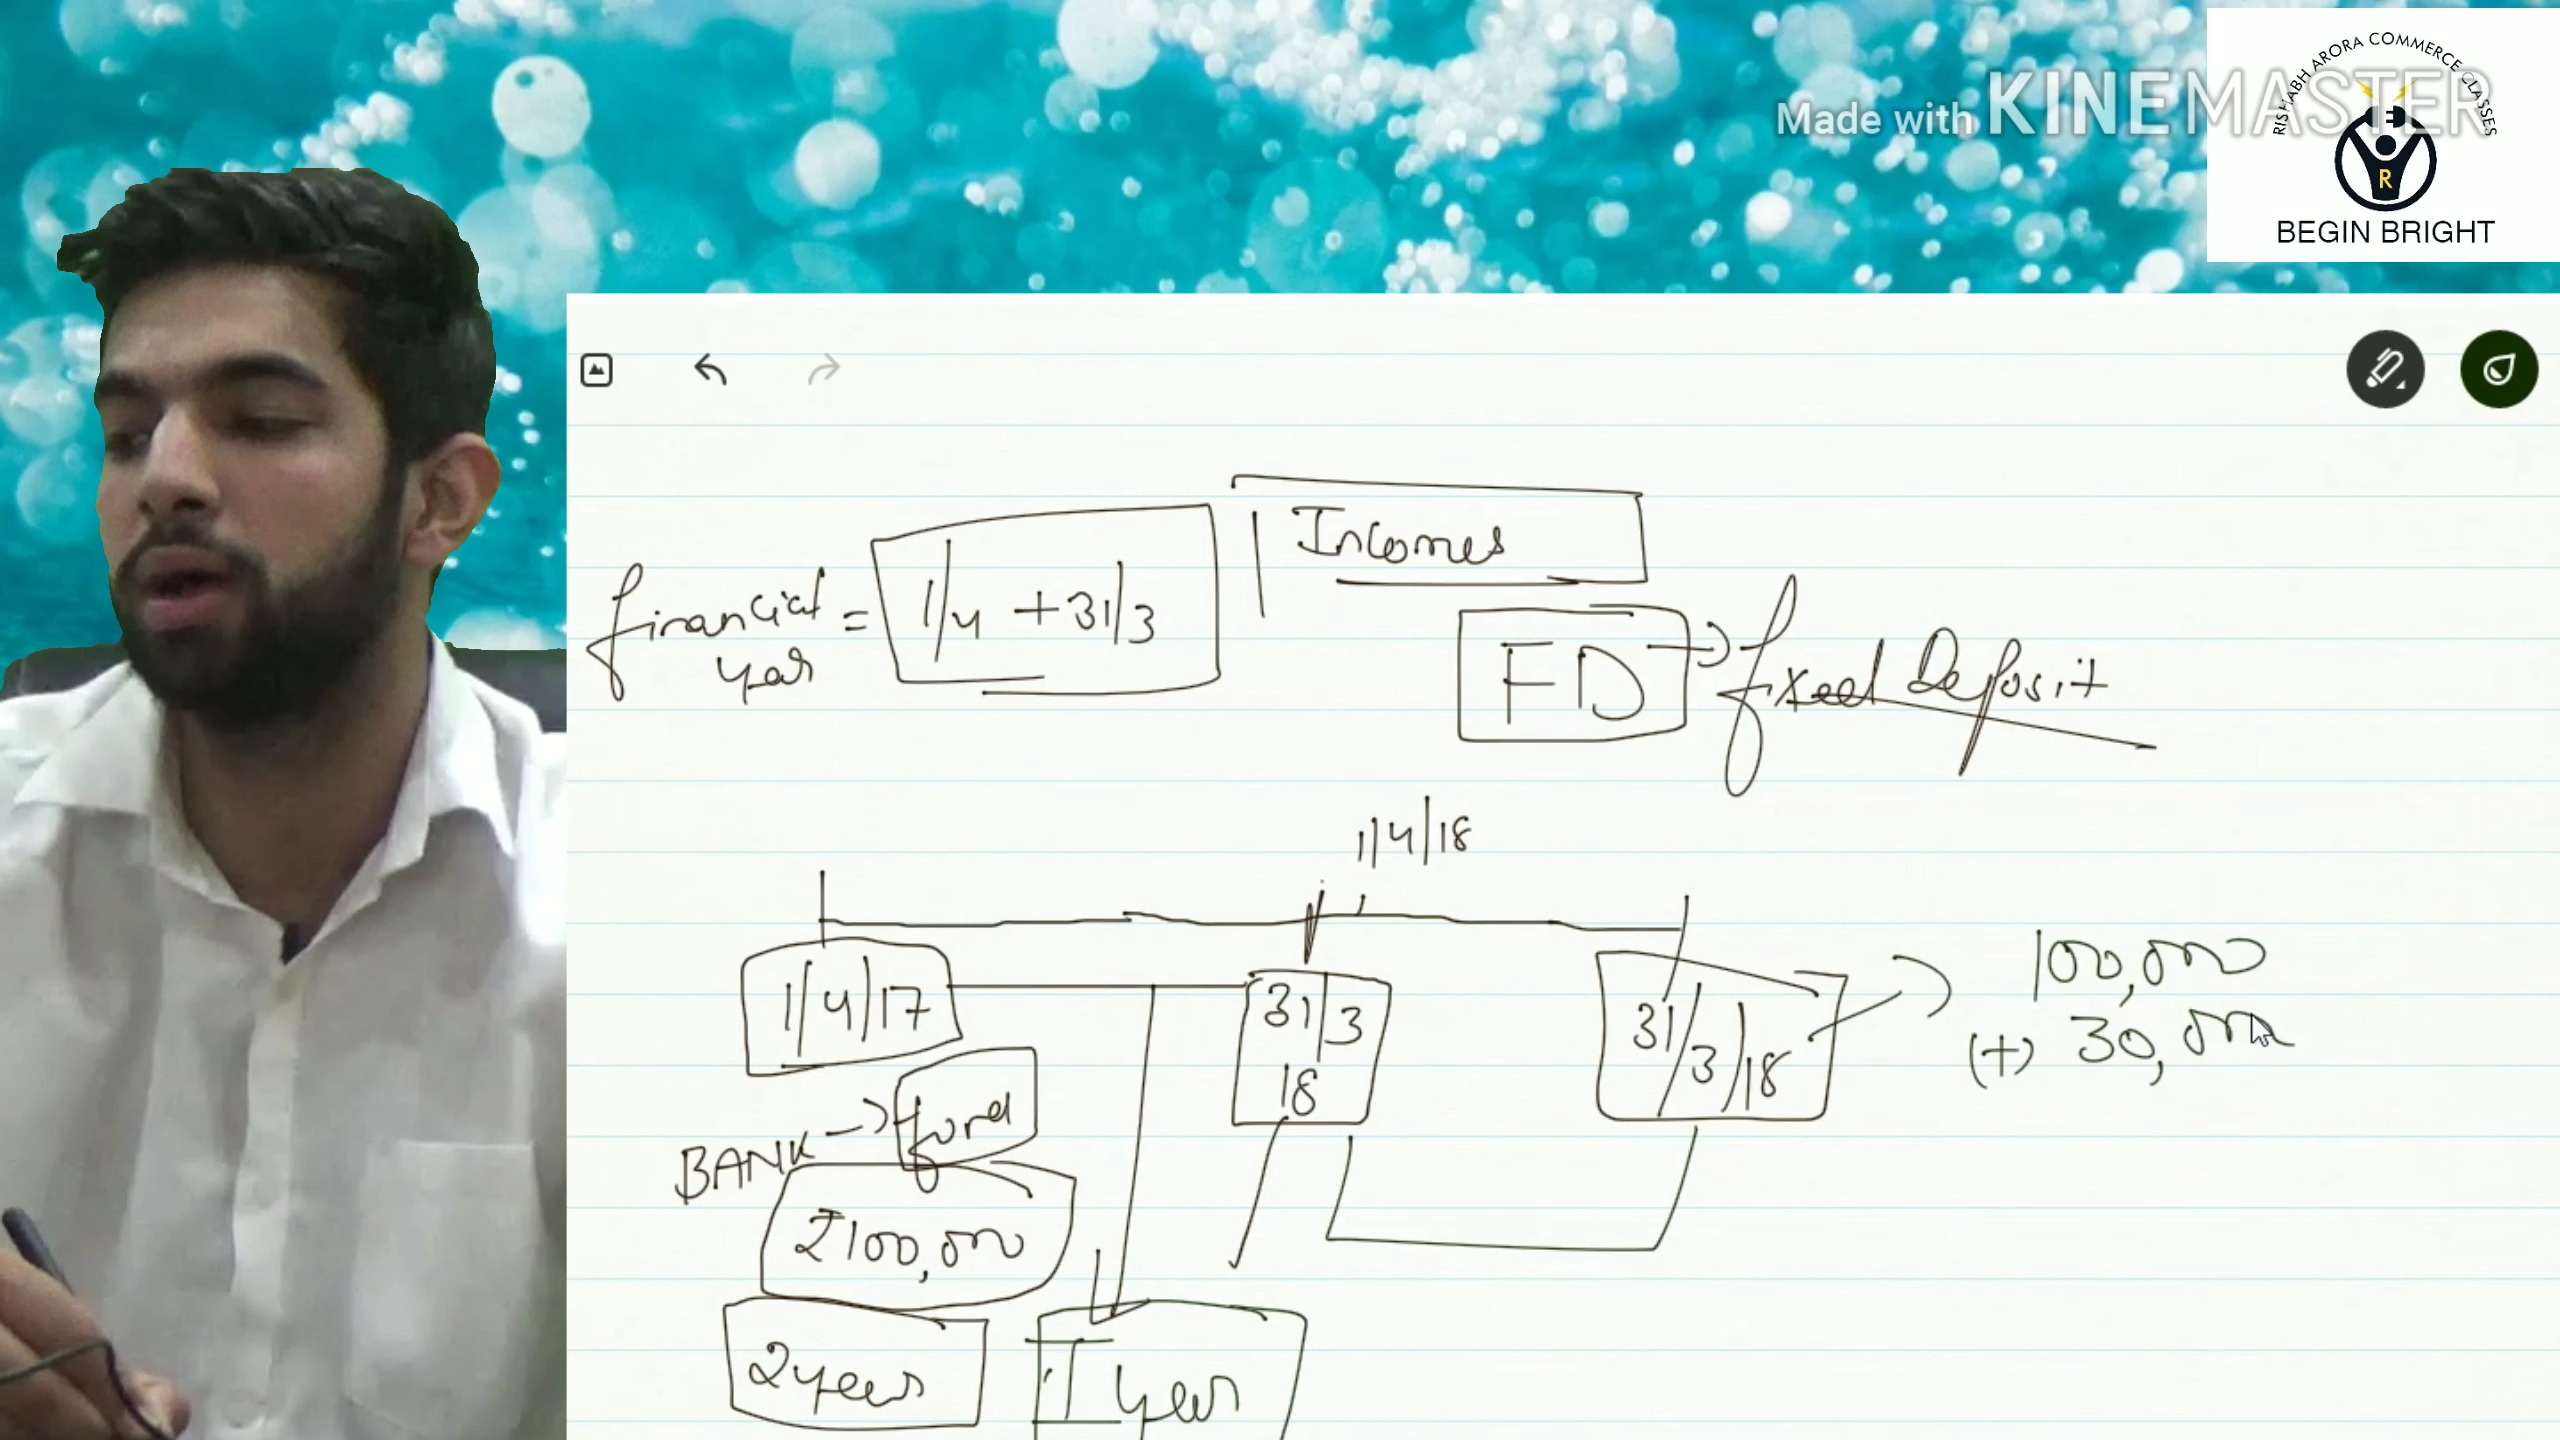 RISHABH ARORA COMMERCE CLASSES
Made with KINEMASTER
R
BEGIN BRIGHT
Incomes
financial year = 1/4 + 31/3
FD → fixed Deposit
1/4/18
1/4/17
31/3
18
31/3/18
100,000
(+) 30,000
BANK → fund
₹100,000
2 years
I year